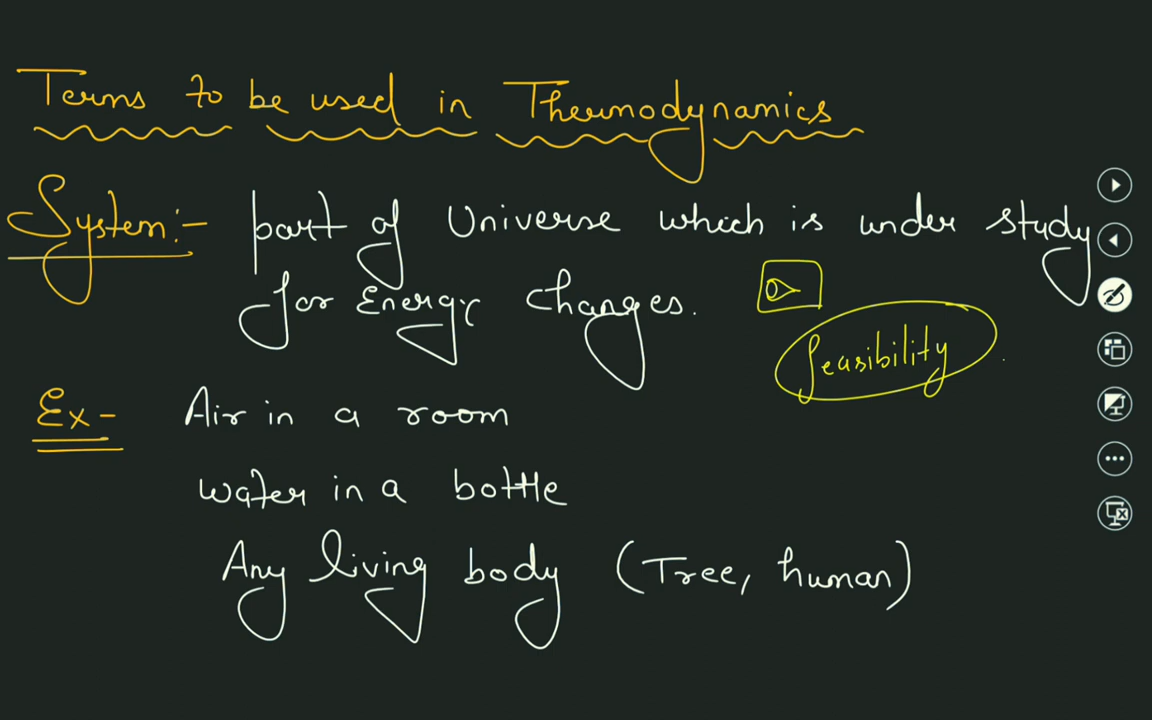 Terms to be used in Thermodynamics
System:- part of Universe which is under study
for Energy changes.
feasibility
Ex- Air in a room
water in a bottle
Any living body (Tree, human)